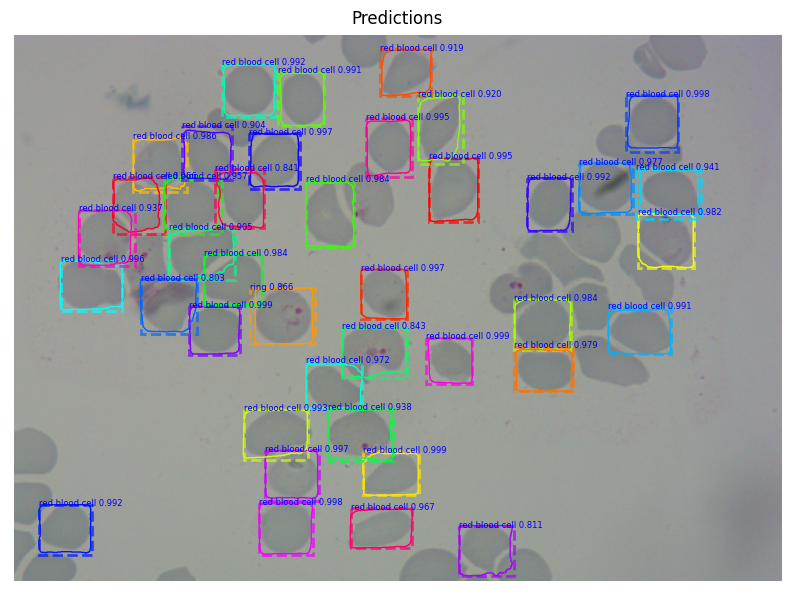 Predictions
red blood cell 0.919
red blood cell 0.992
red blood cell 0.991
red blood cell 0.920
red blood cell 0.998
red blood cell 0.995
red blood cell 0.904
red blood cell 0.997
red blood cell 0.986
red blood cell 0.995
red blood cell 0.977
red blood cell 0.941
red blood cell 0.841
red blood cell
0.957
red blood cell 0.984
red blood cell 0.992
red blood cell 0.937
red blood cell 0.982
red blood cell 0.995
red blood cell 0.984
red blood cell 0.996
red blood cell 0.997
red blood cell 0.803
ring 0.866
red blood cell 0.999
red blood cell 0.984
red blood cell 0.991
red blood cell 0.843
red blood cell 0.999
red blood cell 0.979
red blood cell 0.972
red blood cell 0.993
red blood cell 0.938
red blood cell 0.997
red blood cell 0.999
red blood cell 0.992
red blood cell 0.998
red blood cell 0.967
red blood cell 0.811